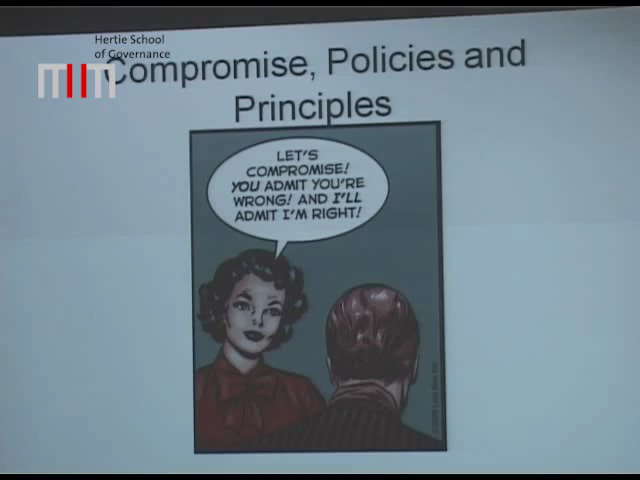 Hertie School
of Governance
Compromise, Policies and
Principles
LET'S
COMPROMISE!
YOU ADMIT YOU'RE
WRONG! AND I'LL
ADMIT I'M RIGHT!